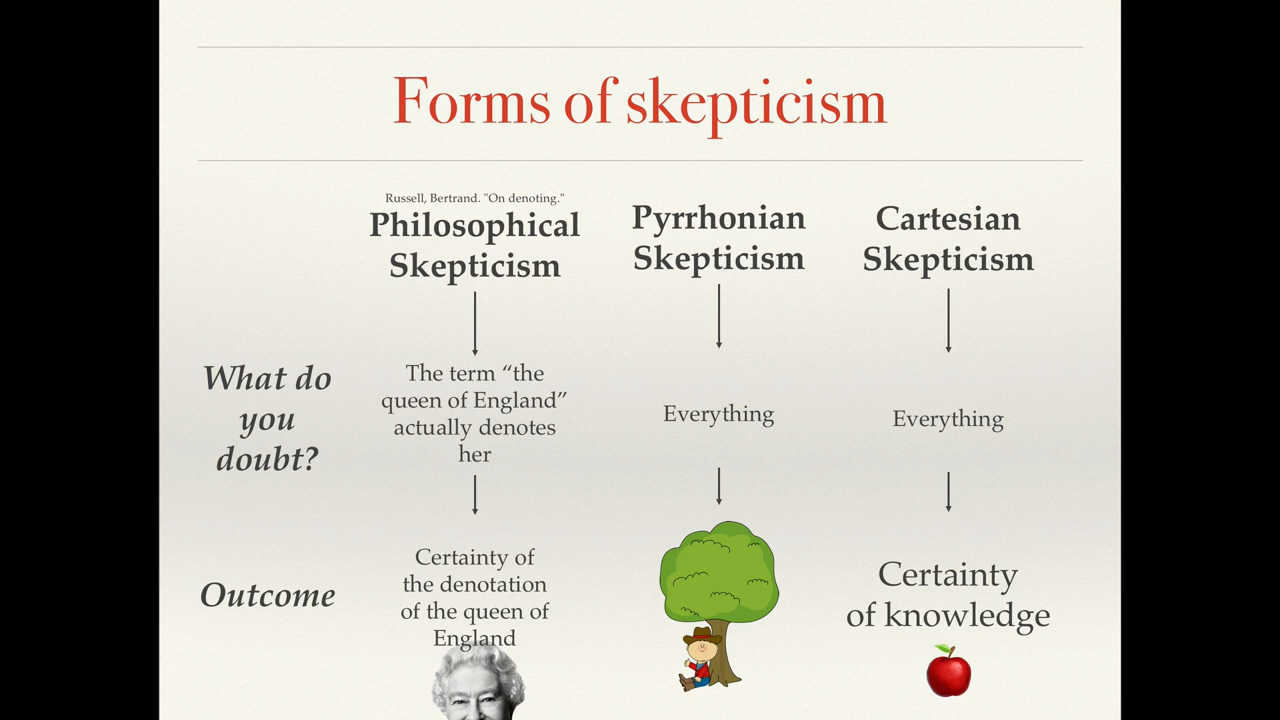 Forms of skepticism
Russell, Bertrand. "On denoting."
Philosophical
Skepticism
Pyrrhonian
Skepticism
Cartesian
Skepticism
What do
you
doubt?
The term “the
queen of England”
actually denotes
her
Everything
Everything
Outcome
Certainty of
the denotation
of the queen of
England
Certainty
of knowledge